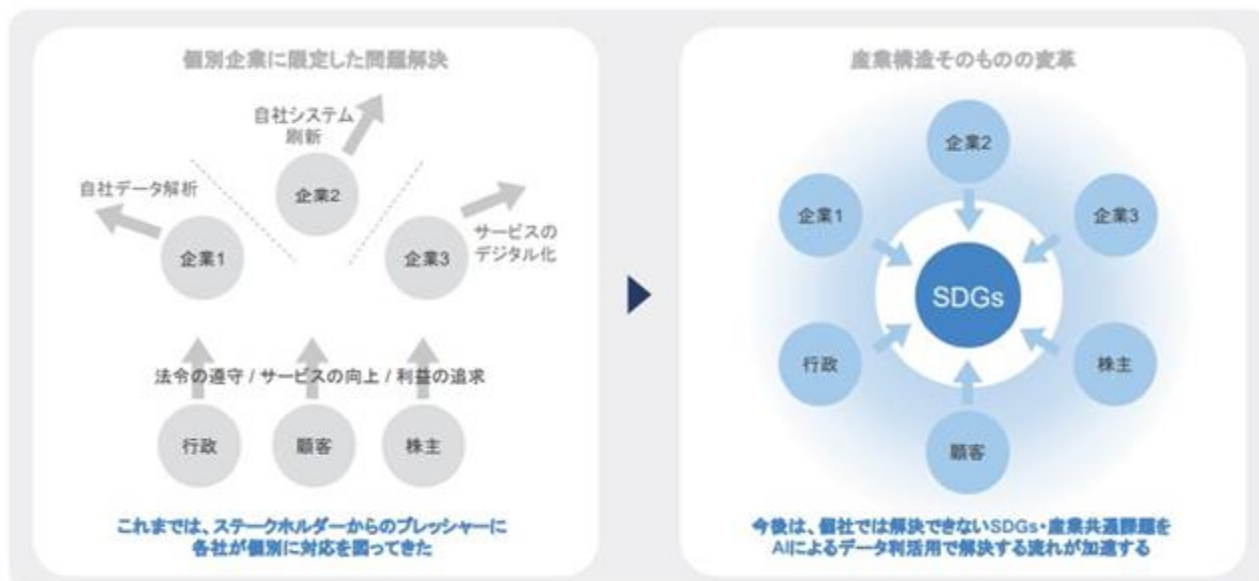 個別企業に限定した問題解決
自社システム
刷新
企業2
自社データ解析
企業1
企業3
サービスの
デジタル化
法令の遵守 / サービスの向上 / 利益の追求
行政
顧客
株主
これまでは、ステークホルダーからのプレッシャーに
各社が個別に対応を図ってきた
産業構造そのものの変革
企業2
企業1
企業3
SDGs
行政
株主
顧客
今後は、個社では解決できないSDGs・産業共通課題を
AIによるデータ利活用で解決する流れが加速する